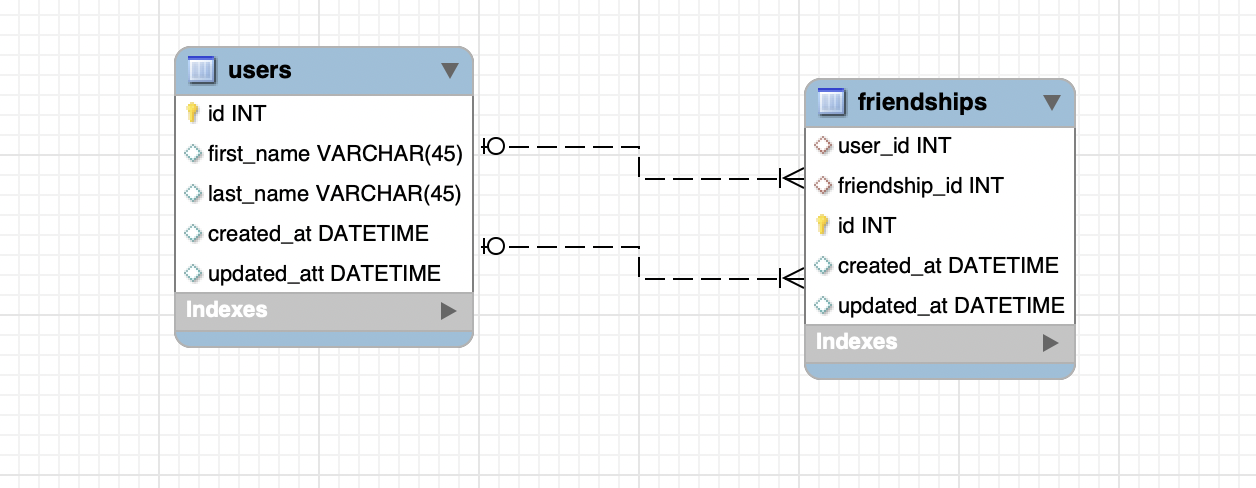 users
id INT
first_name VARCHAR(45)
last_name VARCHAR(45)
created_at DATETIME
updated_att DATETIME
Indexes
friendships
user_id INT
friendship_id INT
id INT
created_at DATETIME
updated_at DATETIME
Indexes